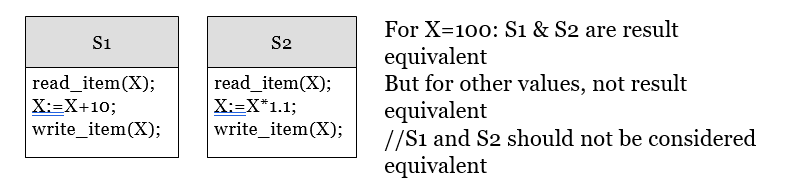 S1
read_item(X);
X:=X+10;
write_item(X);
S2
read_item(X);
X:=X*1.1;
write_item(X);
For X=100: S1 & S2 are result
equivalent
But for other values, not result
equivalent
//S1 and S2 should not be considered
equivalent